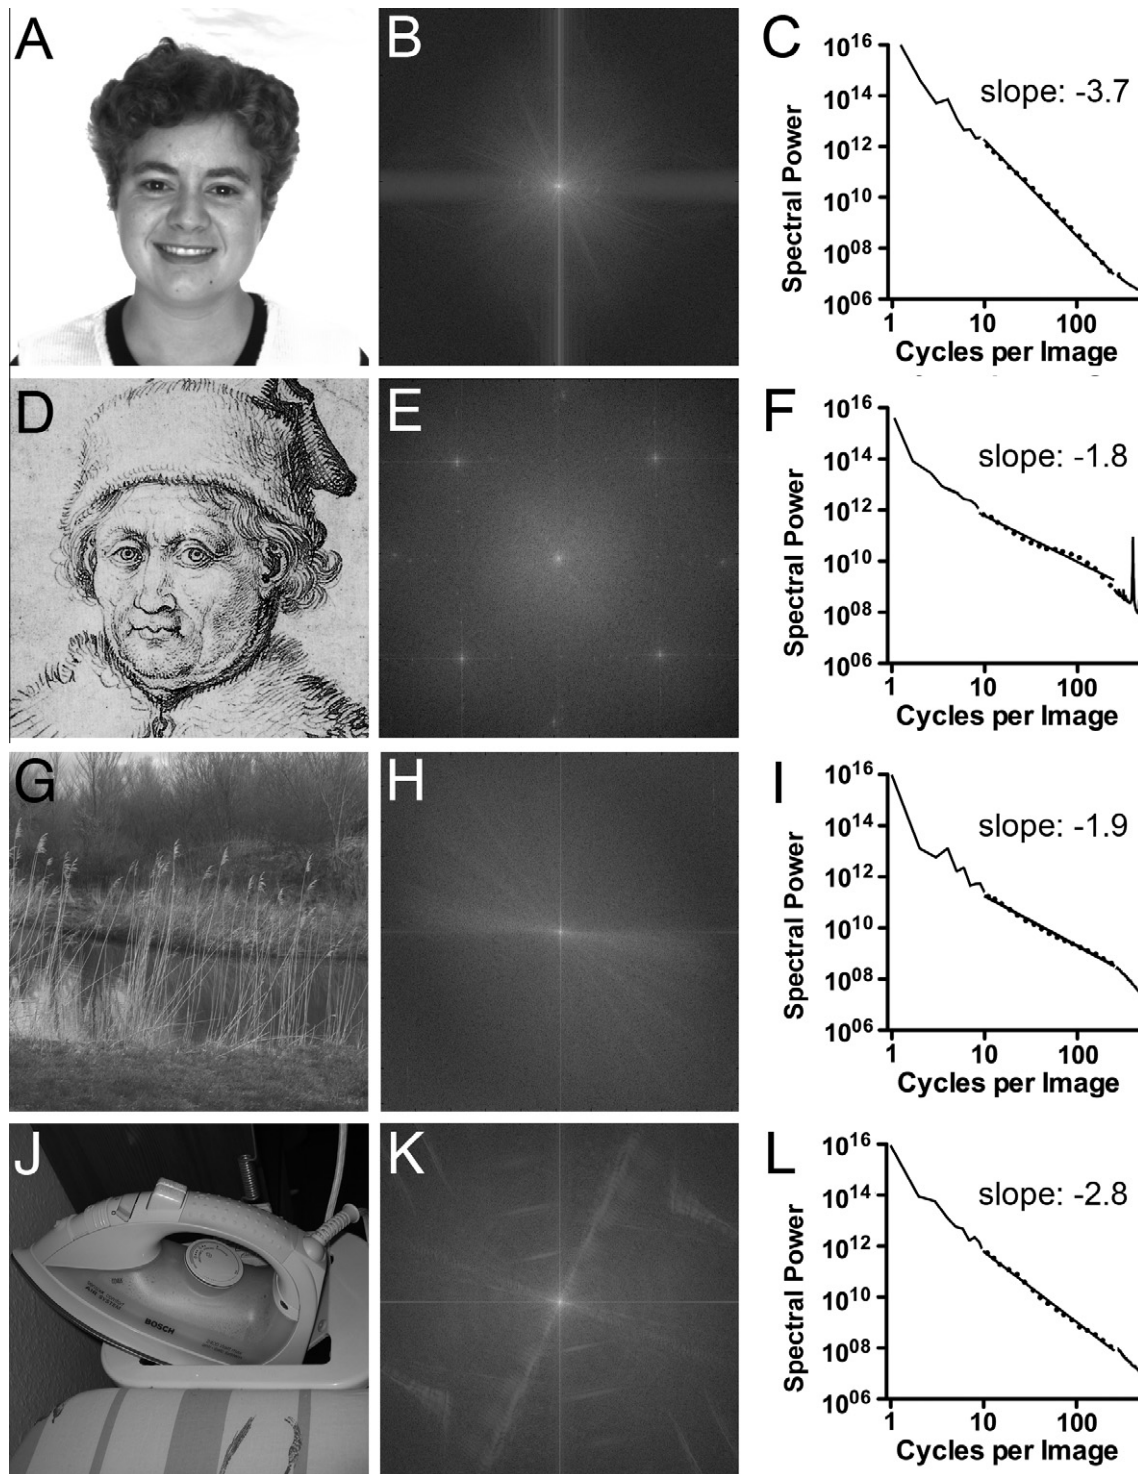 A
B
C
10^16
10^14
10^12
10^10
10^08
10^06
Spectral Power
slope: -3.7
1
10
100
Cycles per Image
D
E
F
10^16
10^14
10^12
10^10
10^08
10^06
Spectral Power
slope: -1.8
1
10
100
Cycles per Image
G
H
I
10^16
10^14
10^12
10^10
10^08
10^06
Spectral Power
slope: -1.9
1
10
100
Cycles per Image
J
BOSCH
K
L
10^16
10^14
10^12
10^10
10^08
10^06
Spectral Power
slope: -2.8
1
10
100
Cycles per Image